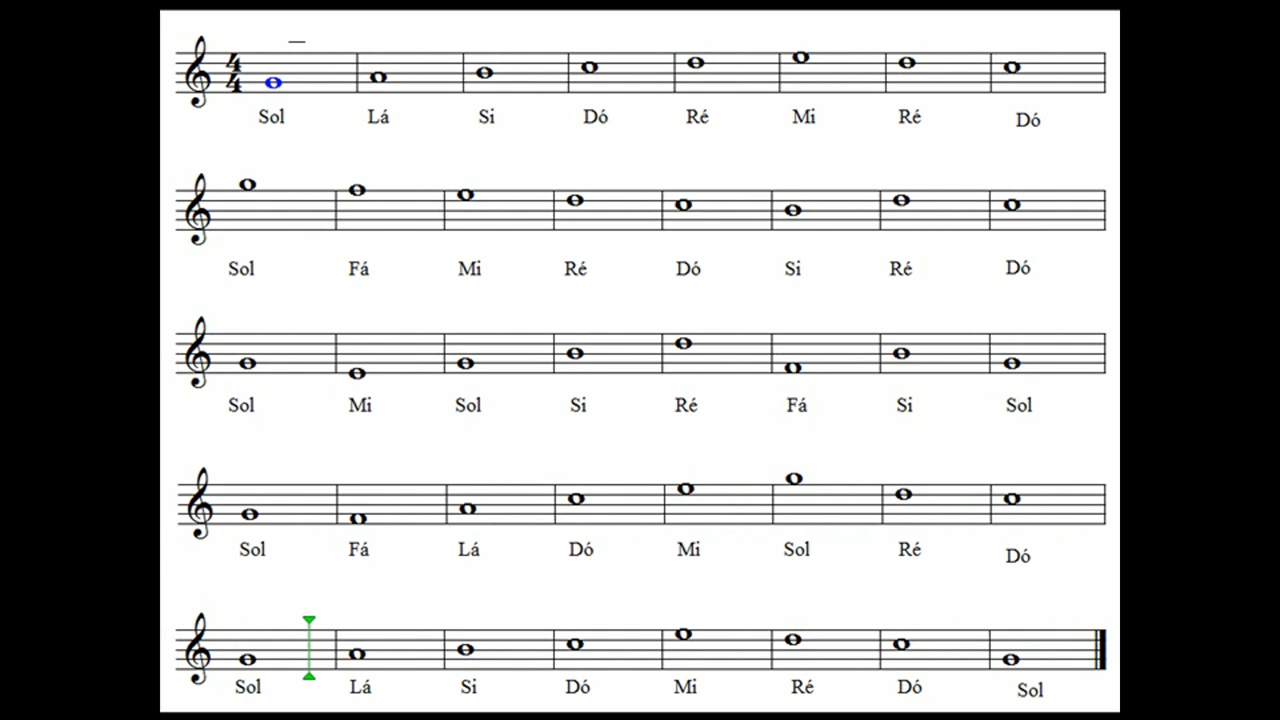 4
4
Sol Lá Si Dó Ré Mi Ré Dó
Sol Fá Mi Ré Dó Si Ré Dó
Sol Mi Sol Si Ré Fá Si Sol
Sol Fá Lá Dó Mi Sol Ré Dó
Sol Lá Si Dó Mi Ré Dó Sol